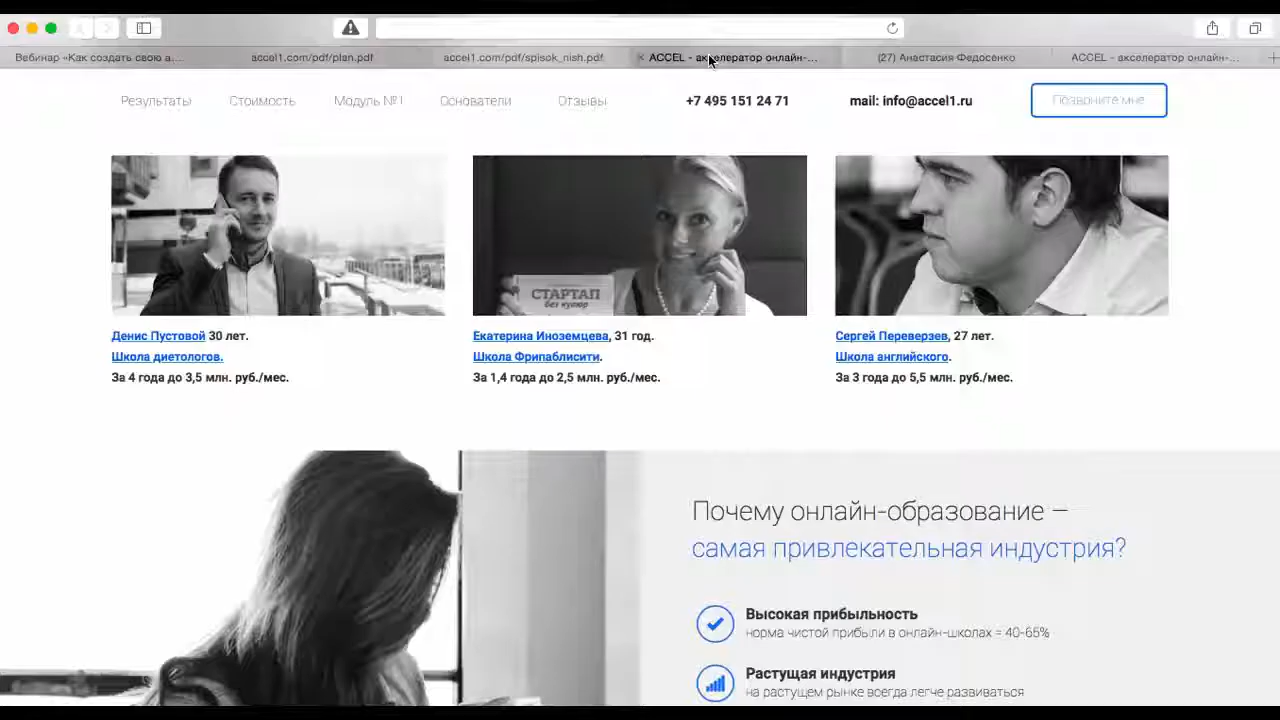 Вебинар «Как создать свою а...
accel1.com/pdf/plan.pdf
accel1.com/pdf/spisok_nish.pdf
ACCEL - акселератор онлайн-...
(27) Анастасия Федосенко
ACCEL - акселератор онлайн-...
Результаты
Стоимость
Модуль №1
Основатели
Отзывы
+7 495 151 24 71
mail: info@accel1.ru
Позвоните мне
СТАРТАП
без купюр
Денис Пустовой 30 лет.
Школа диетологов.
За 4 года до 3,5 млн. руб./мес.
Екатерина Иноземцева, 31 год.
Школа Фрипаблисити.
За 1,4 года до 2,5 млн. руб./мес.
Сергей Переверзев, 27 лет.
Школа английского.
За 3 года до 5,5 млн. руб./мес.
Почему онлайн-образование –
самая привлекательная индустрия?
Высокая прибыльность
норма чистой прибыли в онлайн-школах = 40-65%
Растущая индустрия
на растущем рынке всегда легче развиваться